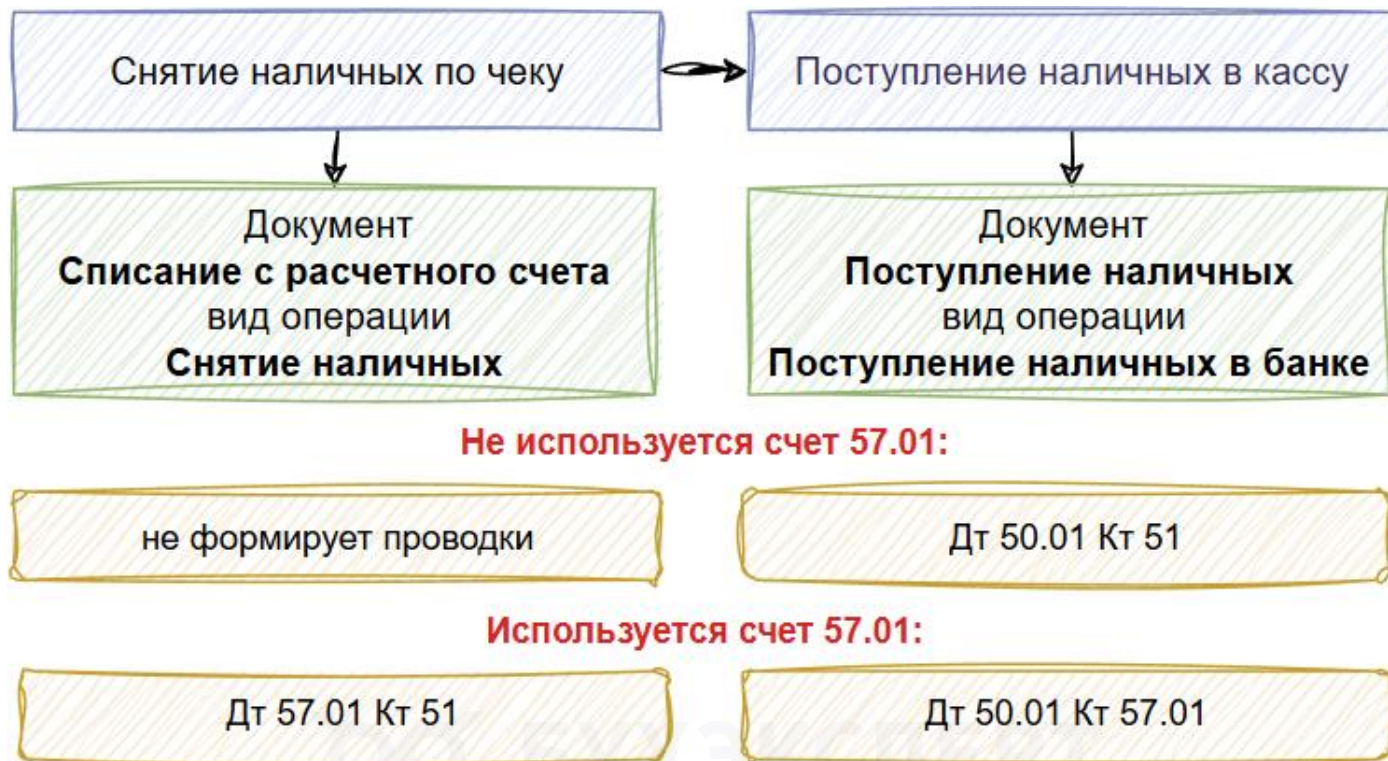 Снятие наличных по чеку
Поступление наличных в кассу
Документ
Списание с расчетного счета
вид операции
Снятие наличных
Документ
Поступление наличных
вид операции
Поступление наличных в банке
Не используется счет 57.01:
не формирует проводки
Дт 50.01 Кт 51
Используется счет 57.01:
Дт 57.01 Кт 51
Дт 50.01 Кт 57.01